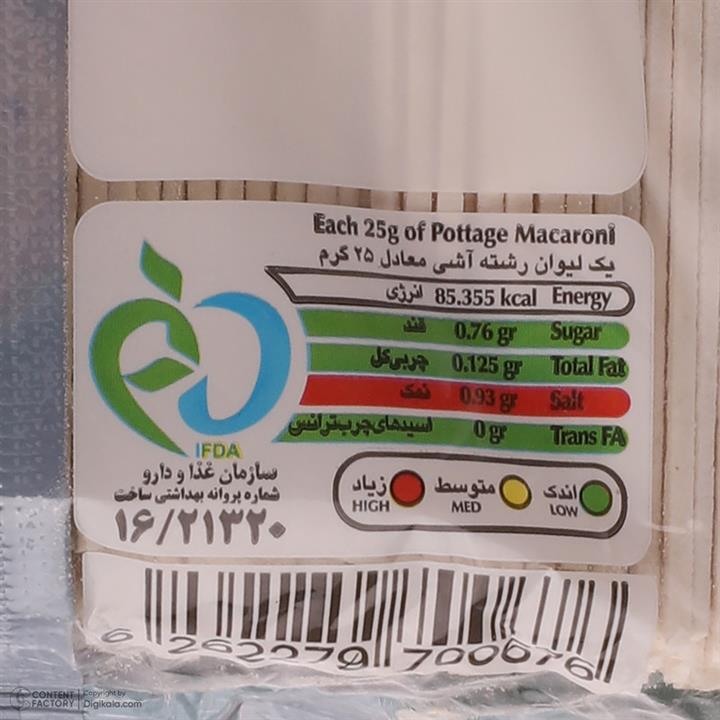 Each 25g of Pottage Macaroni
یک لیوان رشته آشی معادل ۲۵ گرم
انرژی 85.355 kcal Energy
قند 0.76 gr Sugar
چربی کل 0.125 gr Total Fat
نمک 0.93 gr Salt
اسیدهای چرب ترانس 0 gr Trans FA
IFDA
سازمان غذا و دارو
شماره پروانه بهداشتی ساخت
۱۶/۲۱۳۲۰
زیاد متوسط اندک
HIGH MED LOW
6 262279 700676
CONTENT FACTORY
Copyright by
Digikala.com